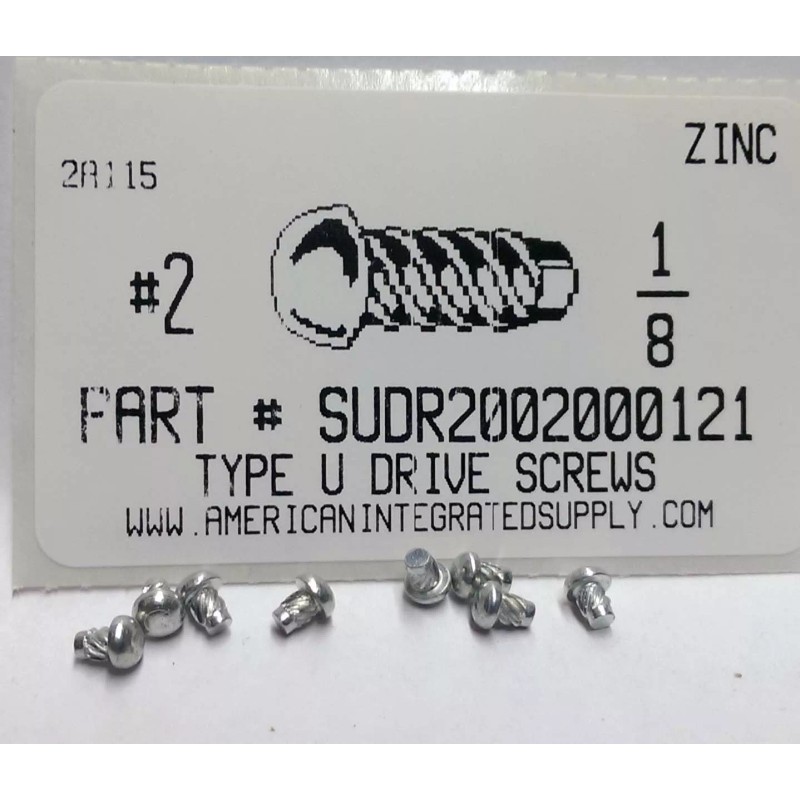 ZINC
2A115
#2
1/8
PART # SUDR2002000121
TYPE U DRIVE SCREWS
WWW.AMERICANINTEGRATEDSUPPLY.COM